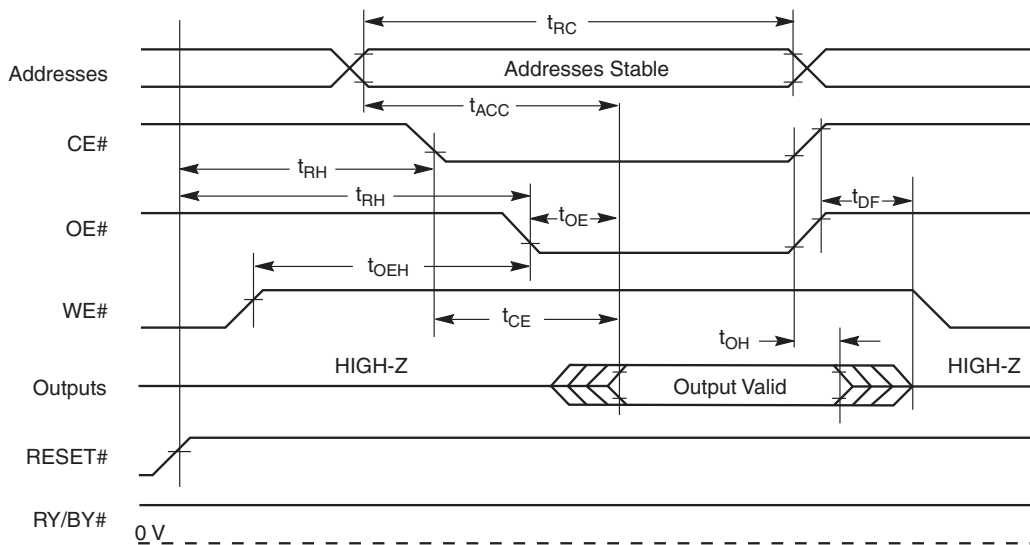 tRC
Addresses
Addresses Stable
tACC
CE#
tRH
tRH
tDF
OE#
tOE
tOEH
WE#
tCE
tOH
HIGH-Z
HIGH-Z
Outputs
Output Valid
RESET#
RY/BY#
0 V